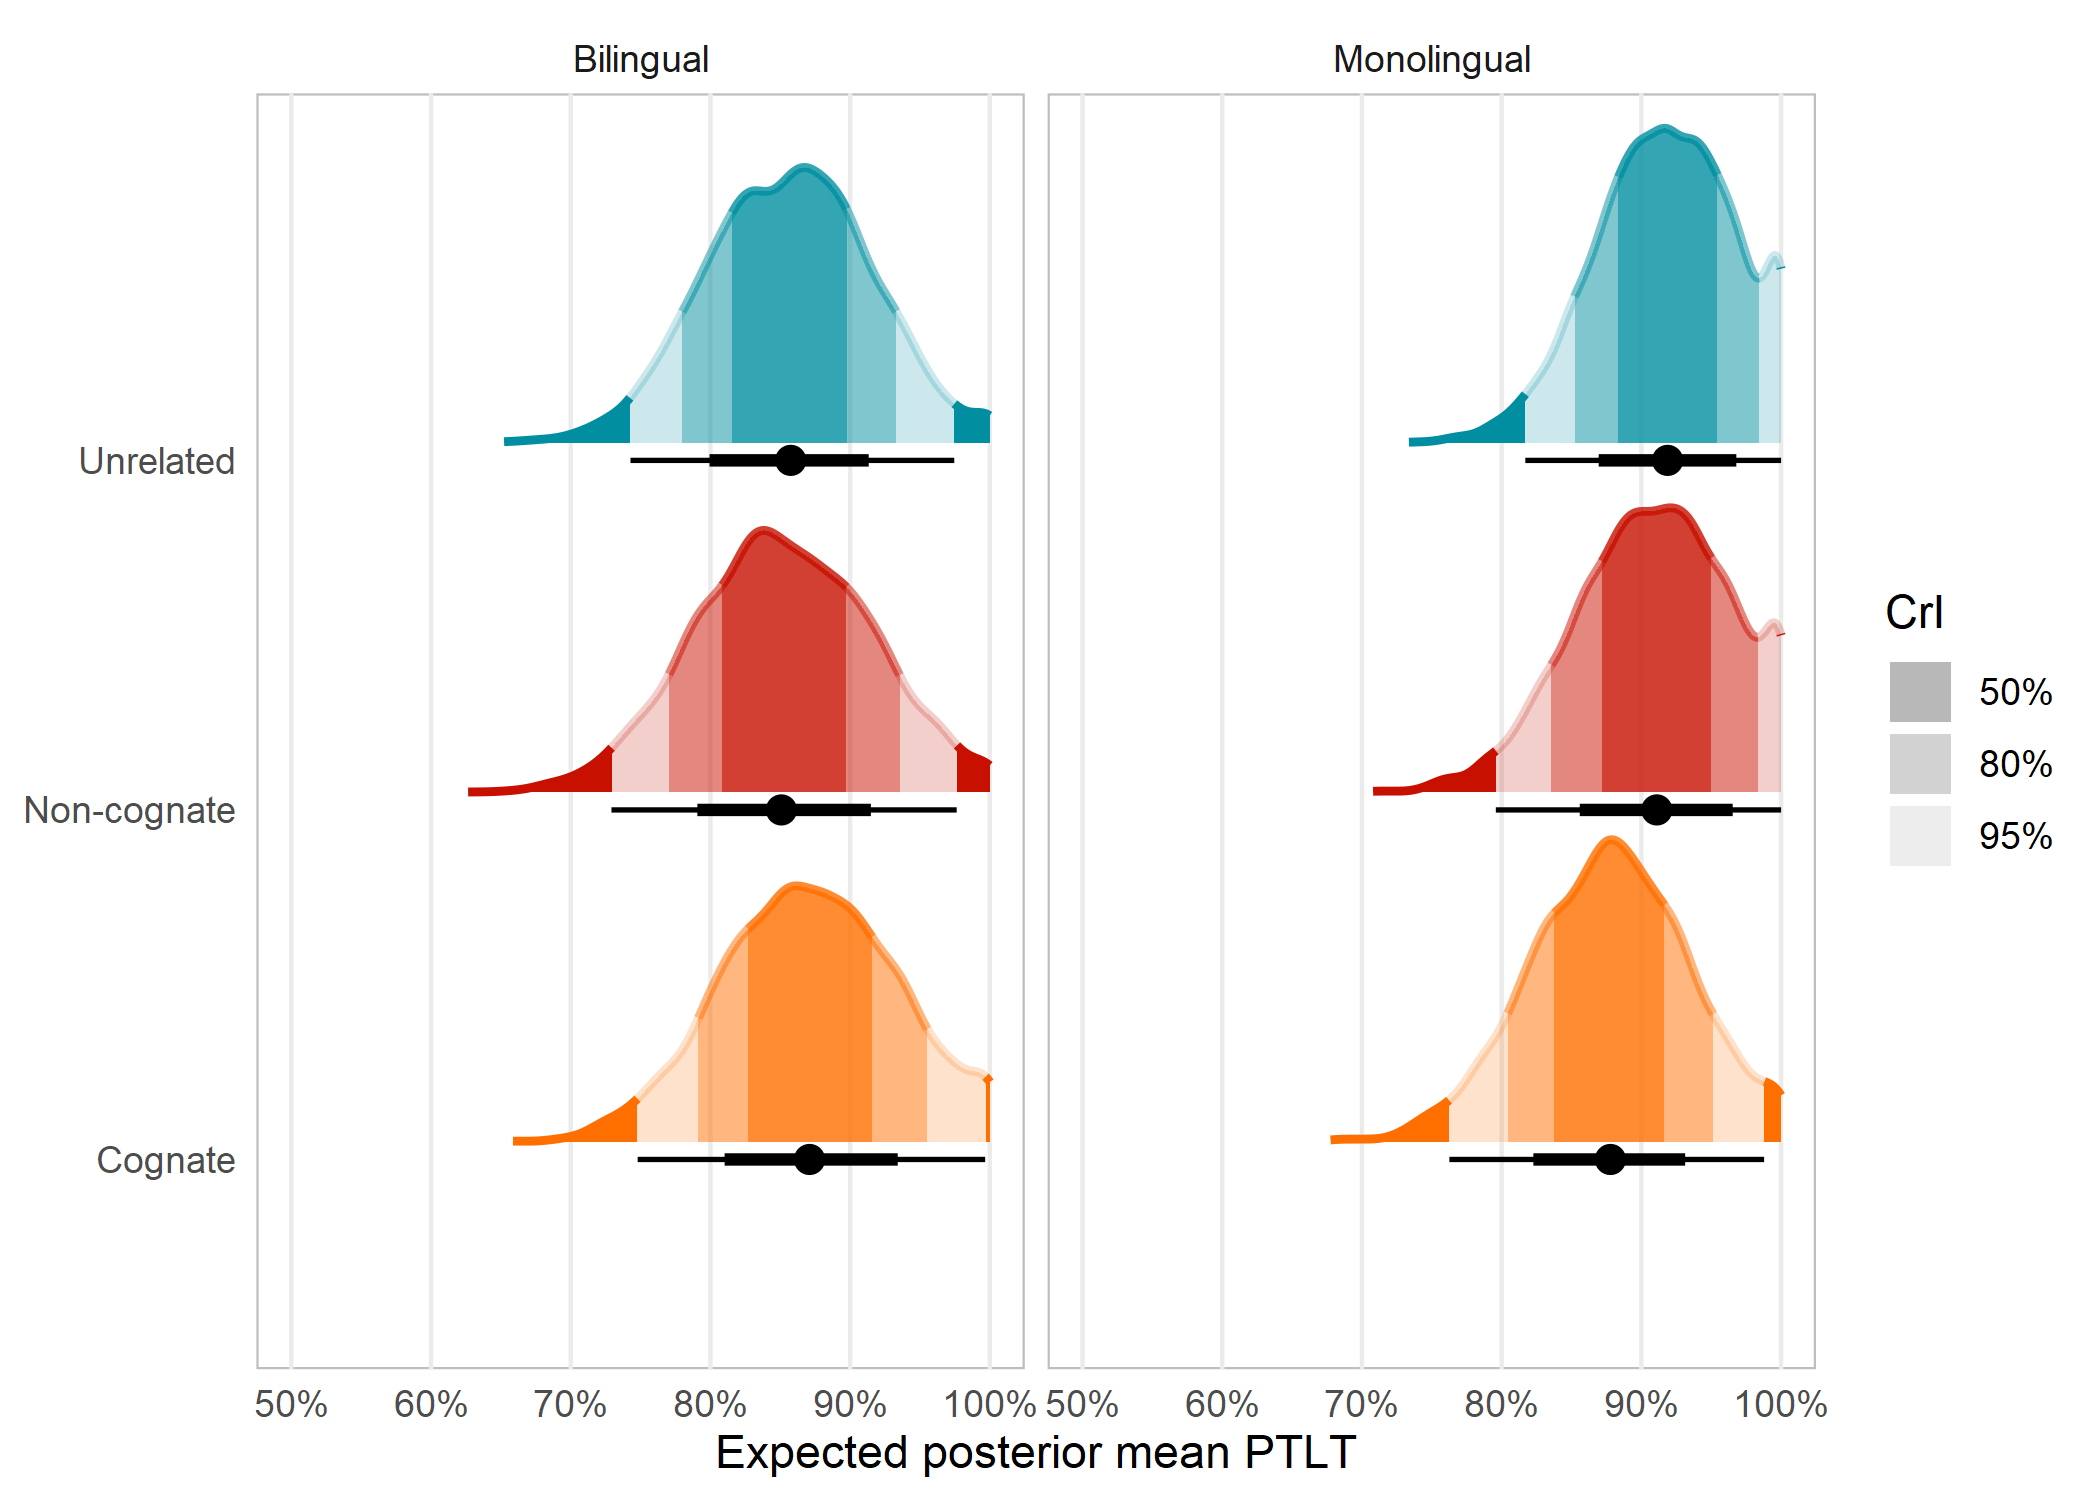 Bilingual
Monolingual
Unrelated
Non-cognate
Cognate
CrI
50%
80%
95%
50% 60% 70% 80% 90% 100% 50% 60% 70% 80% 90% 100%
Expected posterior mean PTLT